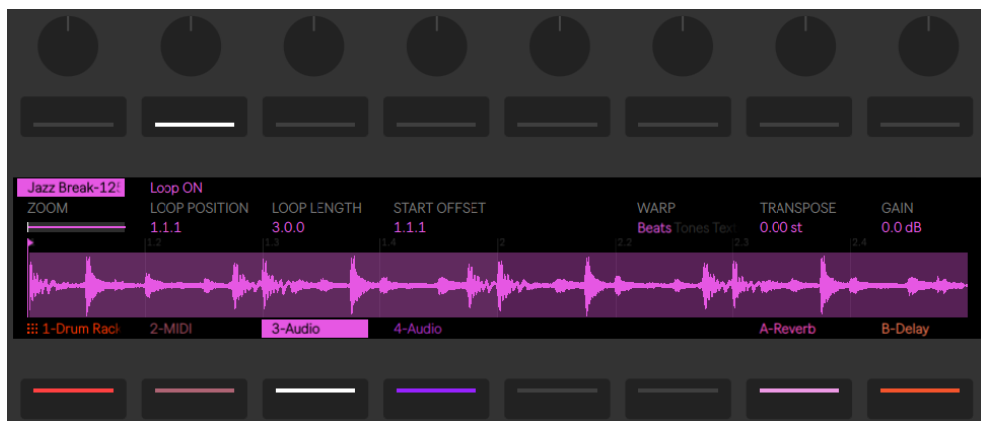 Jazz Break-125 Loop ON
ZOOM LOOP POSITION LOOP LENGTH START OFFSET WARP TRANSPOSE GAIN
1.1.1 3.0.0 1.1.1 Beats Tones Tex 0.00 st 0.0 dB
1.2 1.3 1.4 2 2.2 2.3 2.4
1-Drum Rack 2-MIDI 3-Audio 4-Audio A-Reverb B-Delay